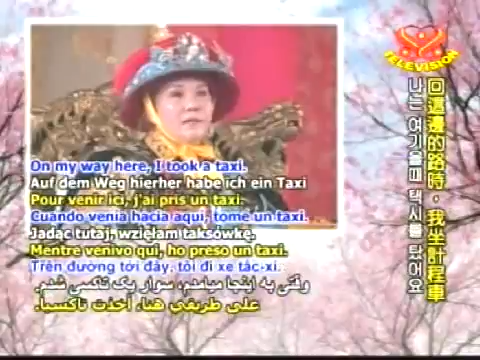 TELEVISION
On my way here, I took a taxi.
Auf dem Weg hierher habe ich ein Taxi
Pour venir ici, j'ai pris un taxi.
Cuando venía hacia aquí, tome un taxi.
Jadąc tutaj, wzięłam taksówkę.
Mentre venivo qui, ho preso un taxi.
Trên đường tới đây, tôi đi xe tắc-xi.
وقتی به اینجا میامدم، سوار یک تاکسی شدم.
على طريقي هنا، أخذت تاكسيا.
回這邊的路時，我坐計程車
나는 여기올때 택시를 탔어요